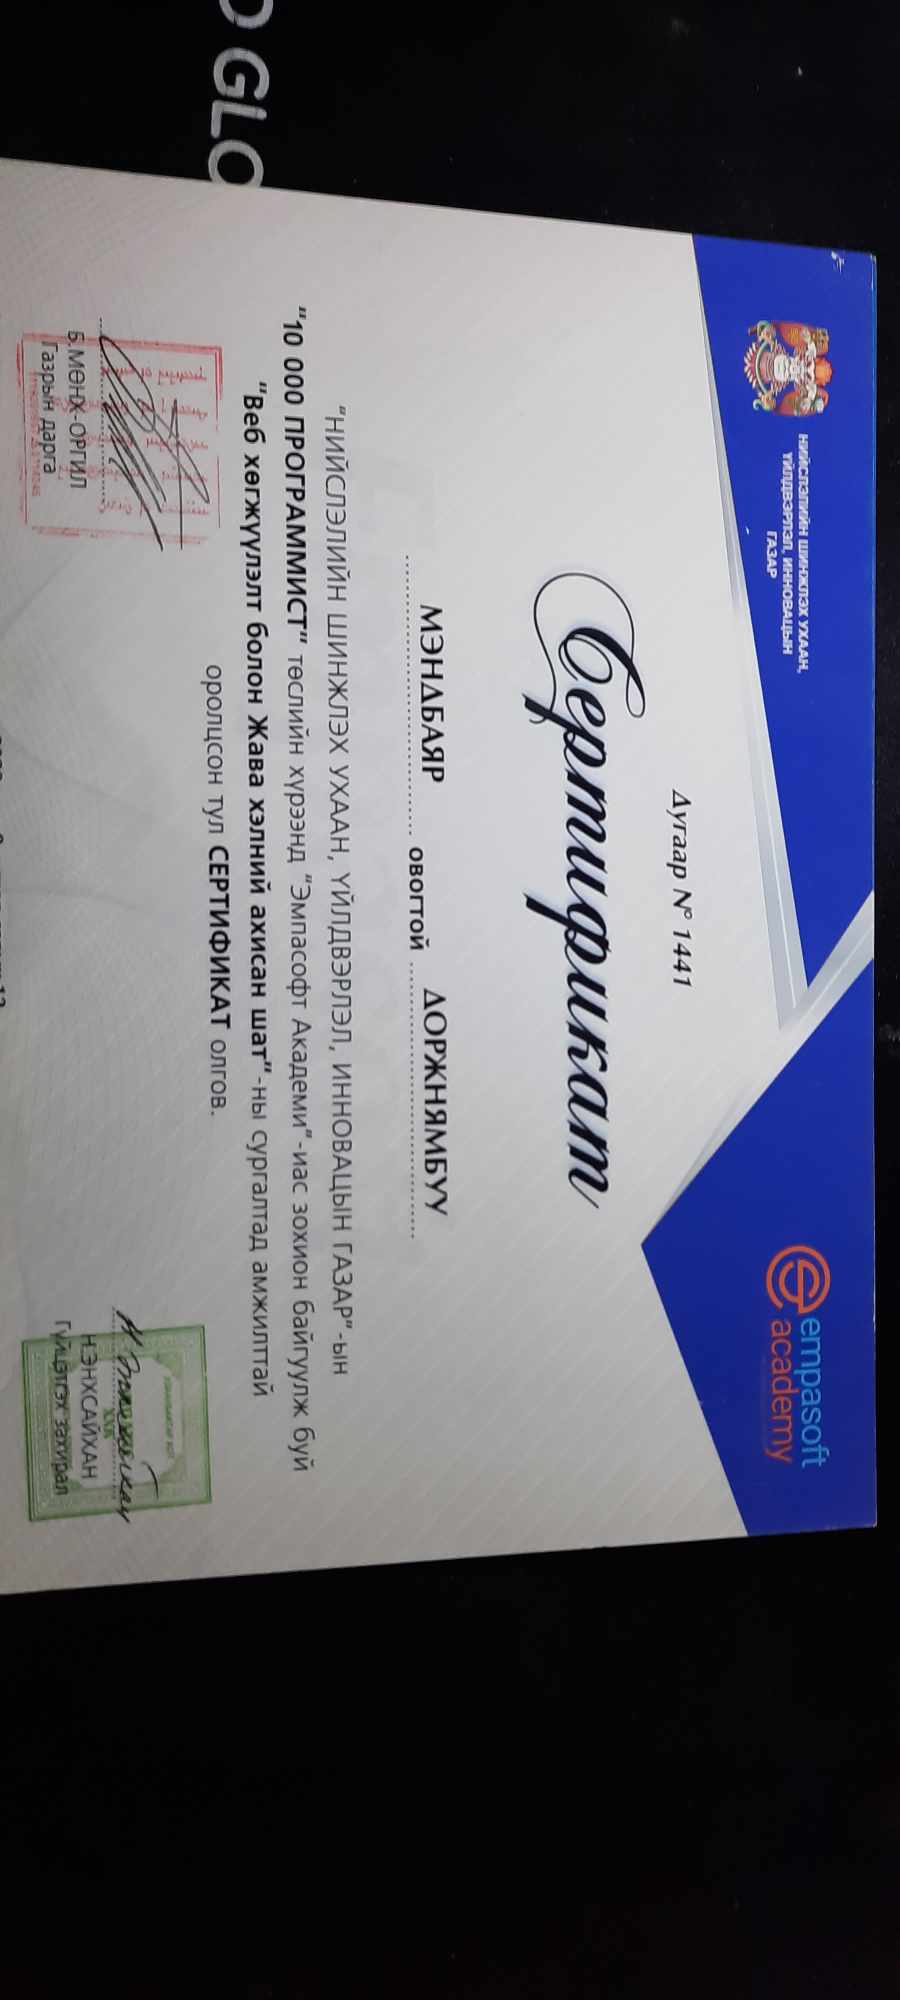 O GLO
НИЙСЛЭЛИЙН ШИНЖЛЭХ УХААН,
ҮЙЛДВЭРЛЭЛ, ИННОВАЦЫН
ГАЗАР
empasoft
academy
Дугаар № 1441
Сертификат
МЭНДБАЯР овогтой ДОРЖНЯМБУУ
"НИЙСЛЭЛИЙН ШИНЖЛЭХ УХААН, ҮЙЛДВЭРЛЭЛ, ИННОВАЦЫН ГАЗАР"-ын
"10 000 ПРОГРАММИСТ" төслийн хүрээнд "Эмпасофт Академи"-иас зохион байгуулж буй
"Веб хөгжүүлэлт болон Жава хэлний ахисан шат"-ны сургалтад амжилттай
оролцсон тул СЕРТИФИКАТ олгов.
Б.МӨНХ-ОРГИЛ
Газрын дарга
Н.ЭНХСАЙХАН
Гүйцэтгэх захирал